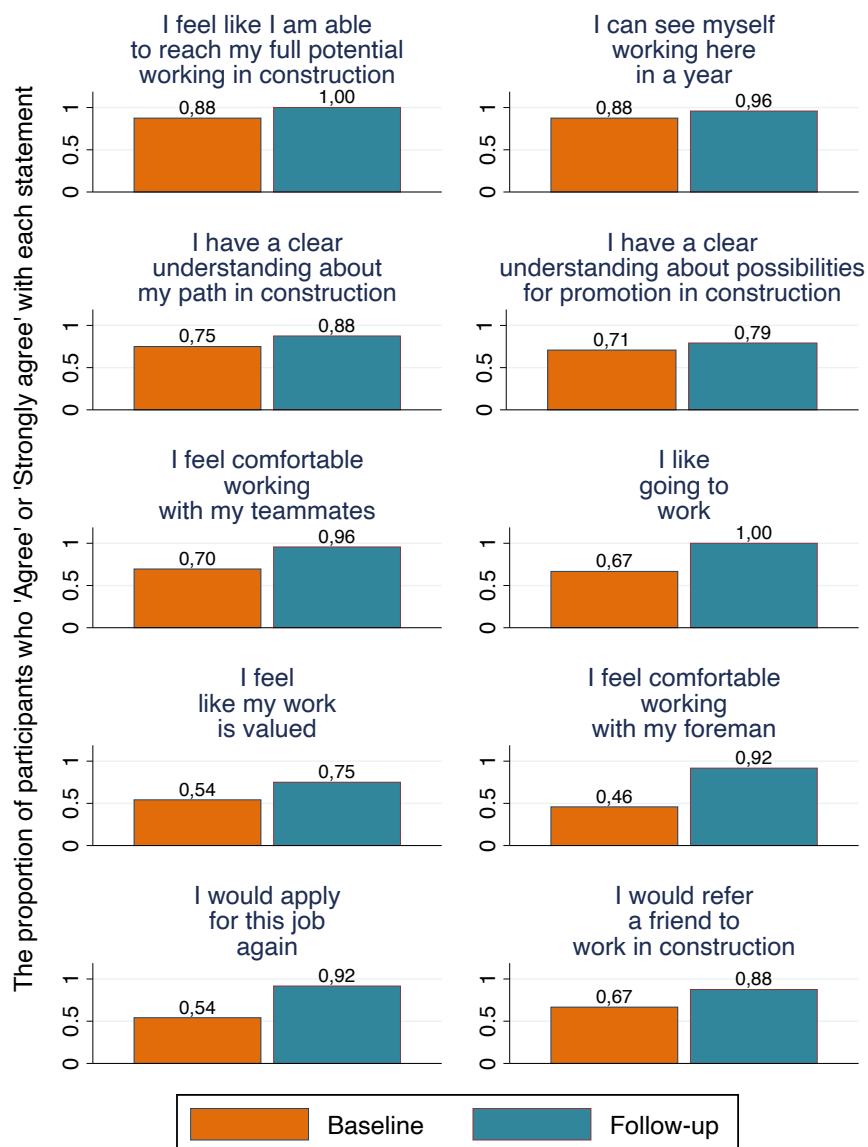 The proportion of participants who 'Agree' or 'Strongly agree' with each statement
I feel like I am able
to reach my full potential
working in construction
0
0.5
1
0,88
1,00
I can see myself
working here
in a year
0
0.5
1
0,88
0,96
I have a clear
understanding about
my path in construction
0
0.5
1
0,75
0,88
I have a clear
understanding about possibilities
for promotion in construction
0
0.5
1
0,71
0,79
I feel comfortable
working
with my teammates
0
0.5
1
0,70
0,96
I like
going to
work
0
0.5
1
0,67
1,00
I feel
like my work
is valued
0
0.5
1
0,54
0,75
I feel comfortable
working
with my foreman
0
0.5
1
0,46
0,92
I would apply
for this job
again
0
0.5
1
0,54
0,92
I would refer
a friend to
work in construction
0
0.5
1
0,67
0,88
Baseline
Follow-up